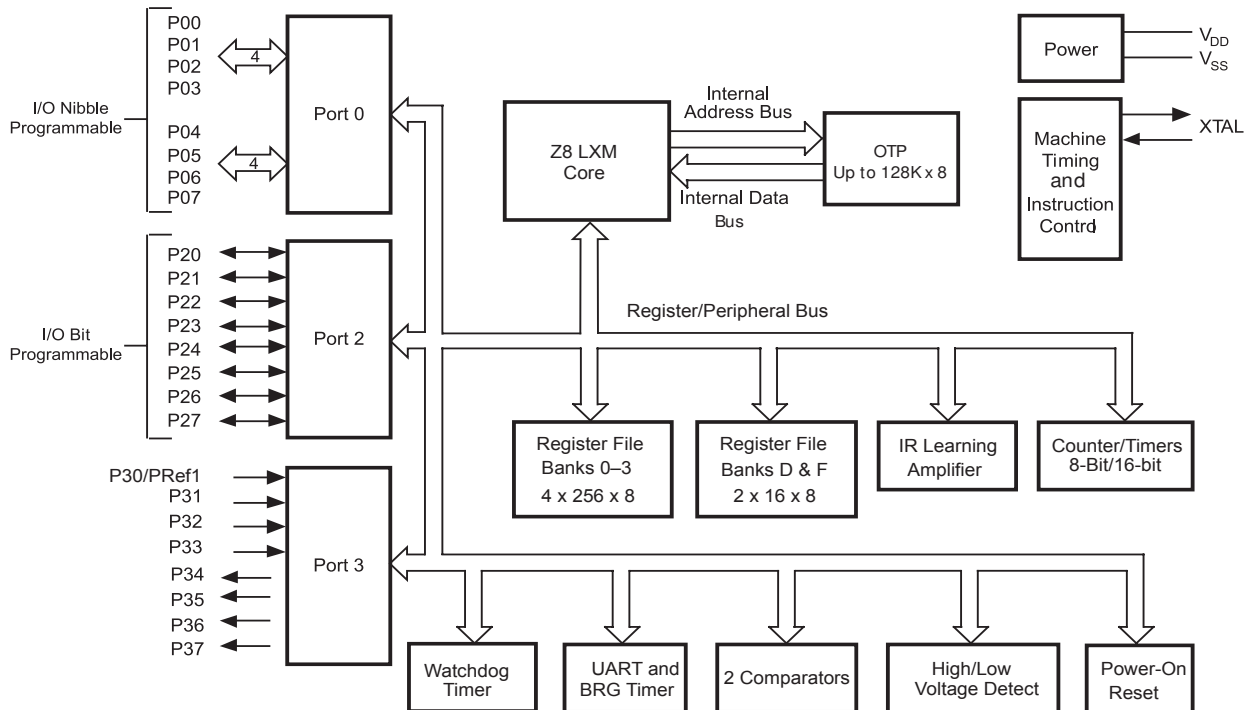 P00
P01
P02
P03
4
I/O Nibble
Programmable
P04
P05
P06
P07
4
Port 0
Z8 LXM
Core
Internal
Address Bus
Internal Data
Bus
OTP
Up to 128K x 8
Power
VDD
VSS
Machine
Timing
and
Instruction
Control
XTAL
I/O Bit
Programmable
P20
P21
P22
P23
P24
P25
P26
P27
Port 2
Register/Peripheral Bus
Register File
Banks 0–3
4 x 256 x 8
Register File
Banks D & F
2 x 16 x 8
IR Learning
Amplifier
Counter/Timers
8-Bit/16-bit
P30/PRef1
P31
P32
P33
P34
P35
P36
P37
Port 3
Watchdog
Timer
UART and
BRG Timer
2 Comparators
High/Low
Voltage Detect
Power-On
Reset